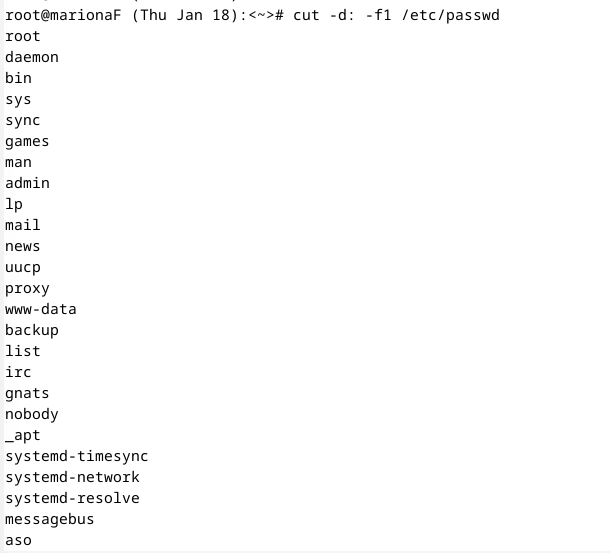 root@marionaF (Thu Jan 18):<~># cut -d: -f1 /etc/passwd
root
daemon
bin
sys
sync
games
man
admin
lp
mail
news
uucp
proxy
www-data
backup
list
irc
gnats
nobody
_apt
systemd-timesync
systemd-network
systemd-resolve
messagebus
aso